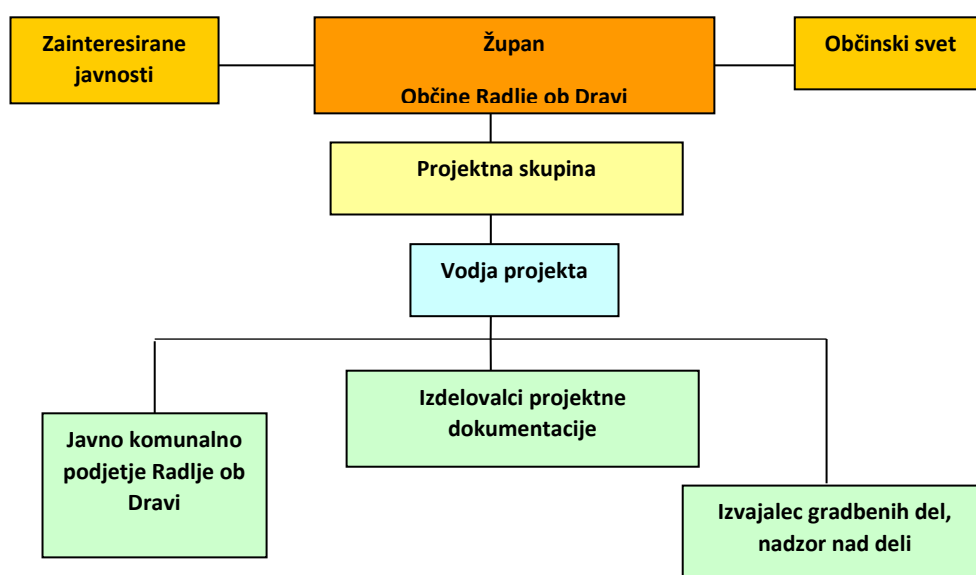 Zainteresirane
javnosti
Župan
Občine Radlje ob Dravi
Občinski svet
Projektna skupina
Vodja projekta
Javno komunalno
podjetje Radlje ob
Dravi
Izdelovalci projektne
dokumentacije
Izvajalec gradbenih del,
nadzor nad deli